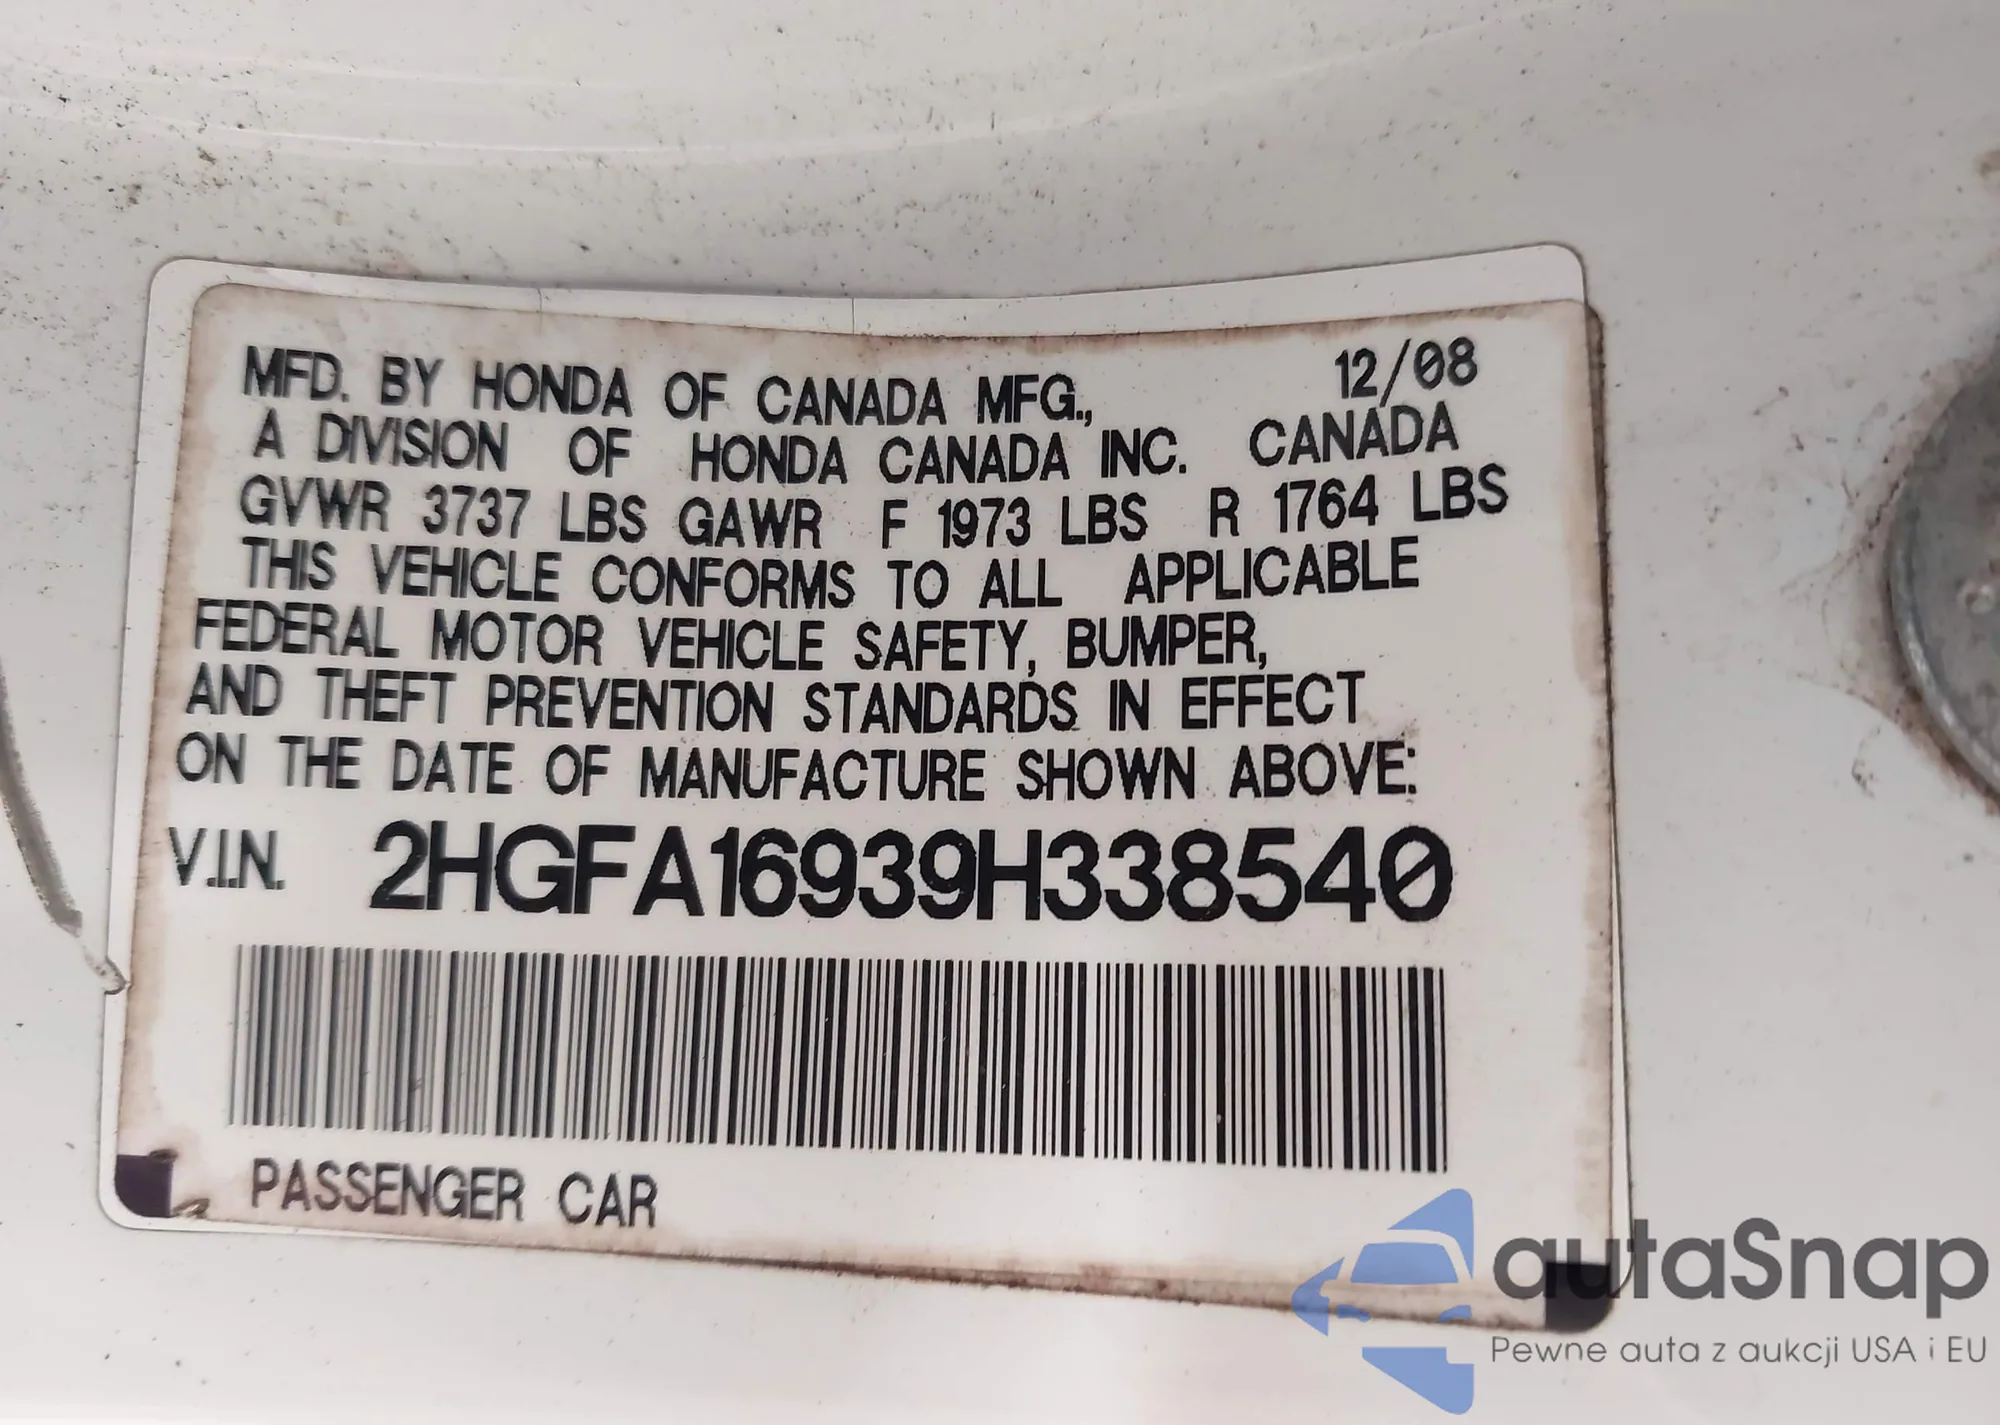 MFD. BY HONDA OF CANADA MFG., 12/08
A DIVISION OF HONDA CANADA INC. CANADA
GVWR 3737 LBS GAWR F 1973 LBS R 1764 LBS
THIS VEHICLE CONFORMS TO ALL APPLICABLE
FEDERAL MOTOR VEHICLE SAFETY, BUMPER,
AND THEFT PREVENTION STANDARDS IN EFFECT
ON THE DATE OF MANUFACTURE SHOWN ABOVE:
V.I.N. 2HGFA16939H338540
PASSENGER CAR
autaSnap
Pewne auta z aukcji USA i EU